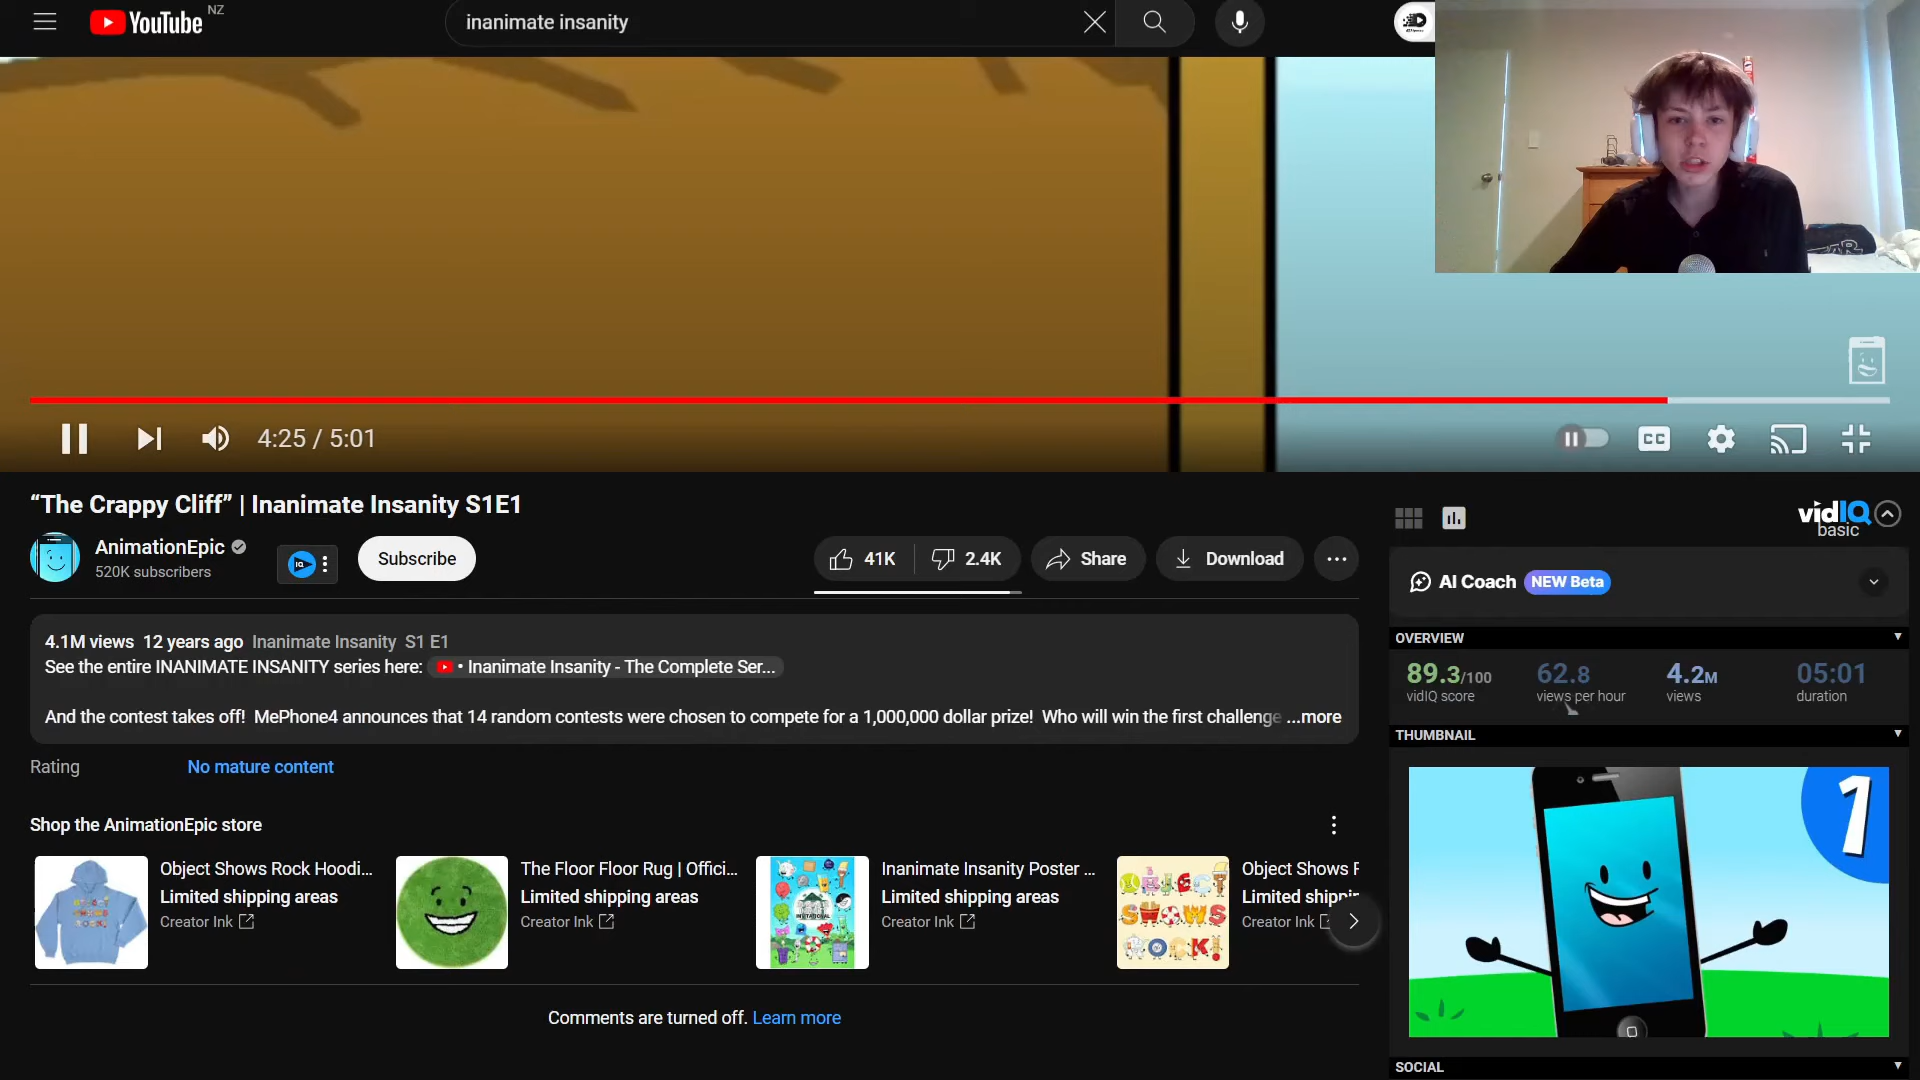 YouTube NZ
inanimate insanity
4:25 / 5:01
CC
“The Crappy Cliff” | Inanimate Insanity S1E1
AnimationEpic
520K subscribers
IQ
Subscribe
41K
2.4K
Share
Download
vidIQ
basic
AI Coach NEW Beta
4.1M views 12 years ago Inanimate Insanity S1 E1
See the entire INANIMATE INSANITY series here: • Inanimate Insanity - The Complete Ser...
And the contest takes off! MePhone4 announces that 14 random contests were chosen to compete for a 1,000,000 dollar prize! Who will win the first challenge ...more
OVERVIEW
89.3/100
vidIQ score
62.8
views per hour
4.2M
views
05:01
duration
THUMBNAIL
1
Rating
No mature content
Shop the AnimationEpic store
Object Shows Rock Hoodi...
Limited shipping areas
Creator Ink
The Floor Floor Rug | Offici...
Limited shipping areas
Creator Ink
INVITATIONAL
Inanimate Insanity Poster ...
Limited shipping areas
Creator Ink
OBJECT
SHOWS
ROCK!
Object Shows
Limited
Creator Ink
Comments are turned off. Learn more
SOCIAL